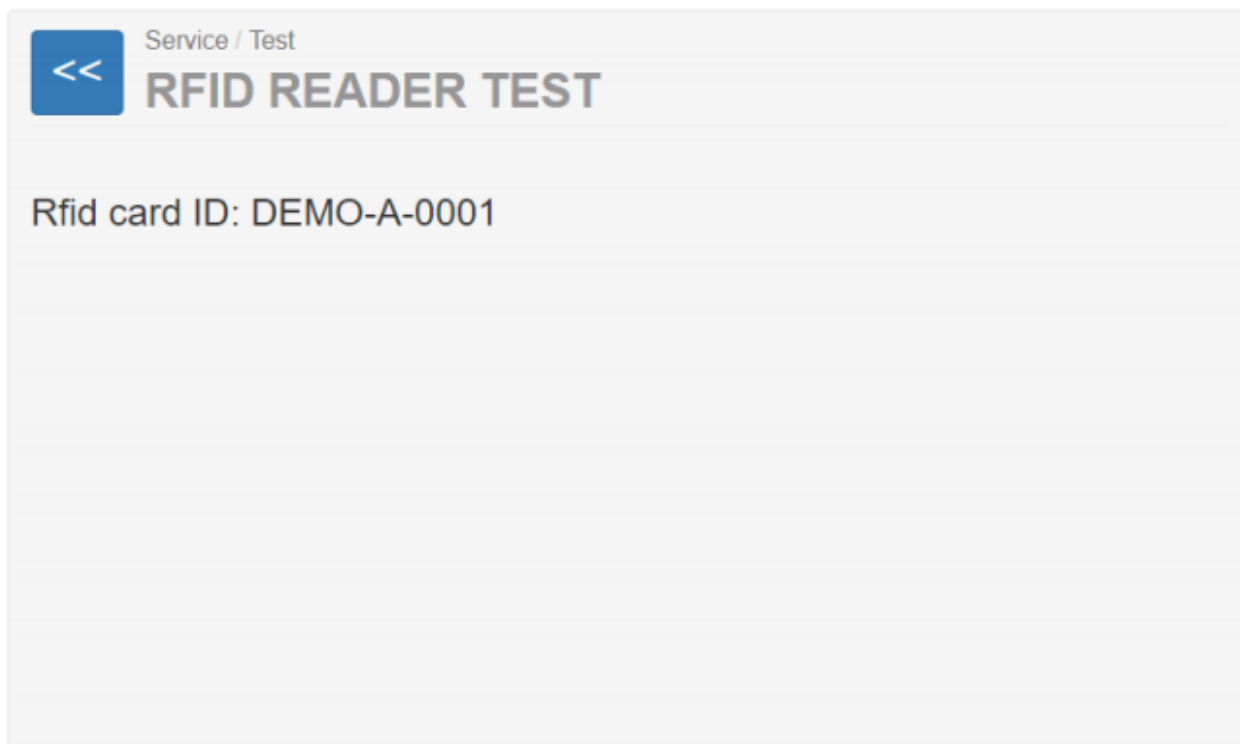 <<
Service / Test
RFID READER TEST
Rfid card ID: DEMO-A-0001